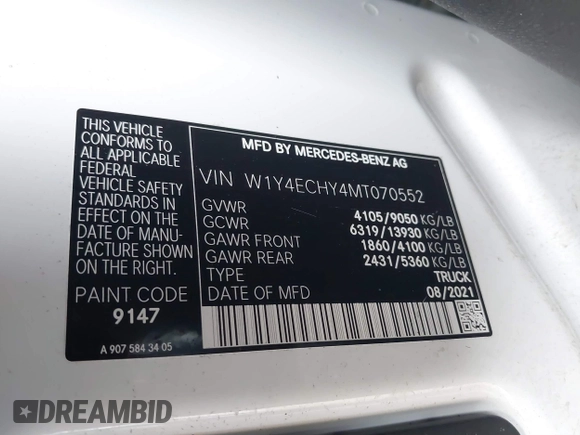 THIS VEHICLE
CONFORMS TO
ALL APPLICABLE
FEDERAL
VEHICLE SAFETY
STANDARDS IN
EFFECT ON THE
DATE OF MANU-
FACTURE SHOWN
ON THE RIGHT.
PAINT CODE
9147
A 907 584 34 05
MFD BY MERCEDES-BENZ AG
VIN W1Y4ECHY4MT070552
GVWR 4105/9050 KG/LB
GCWR 6319/13930 KG/LB
GAWR FRONT 1860/4100 KG/LB
GAWR REAR 2431/5360 KG/LB
TYPE TRUCK
DATE OF MFD 08/2021
DREAMBID